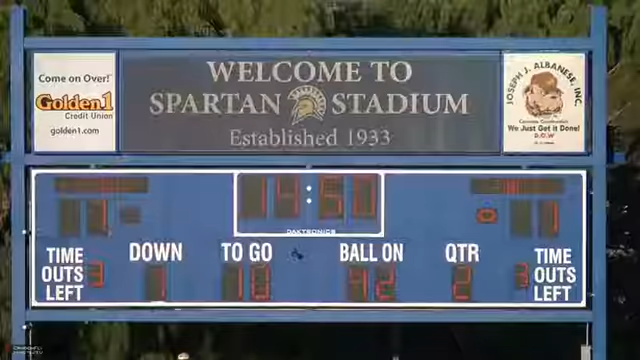 Come on Over!
Golden1
Credit Union
golden1.com
WELCOME TO
SPARTAN STADIUM
Established 1933
JOSEPH J. ALBANESE, INC.
Concrete Construction
We Just Get it Done!
D.O.W
14:50
DAKTRONICS
DOWN
TO GO
BALL ON
QTR
TIME
OUTS 3
LEFT
1
10
42
2
TIME
3 OUTS
LEFT